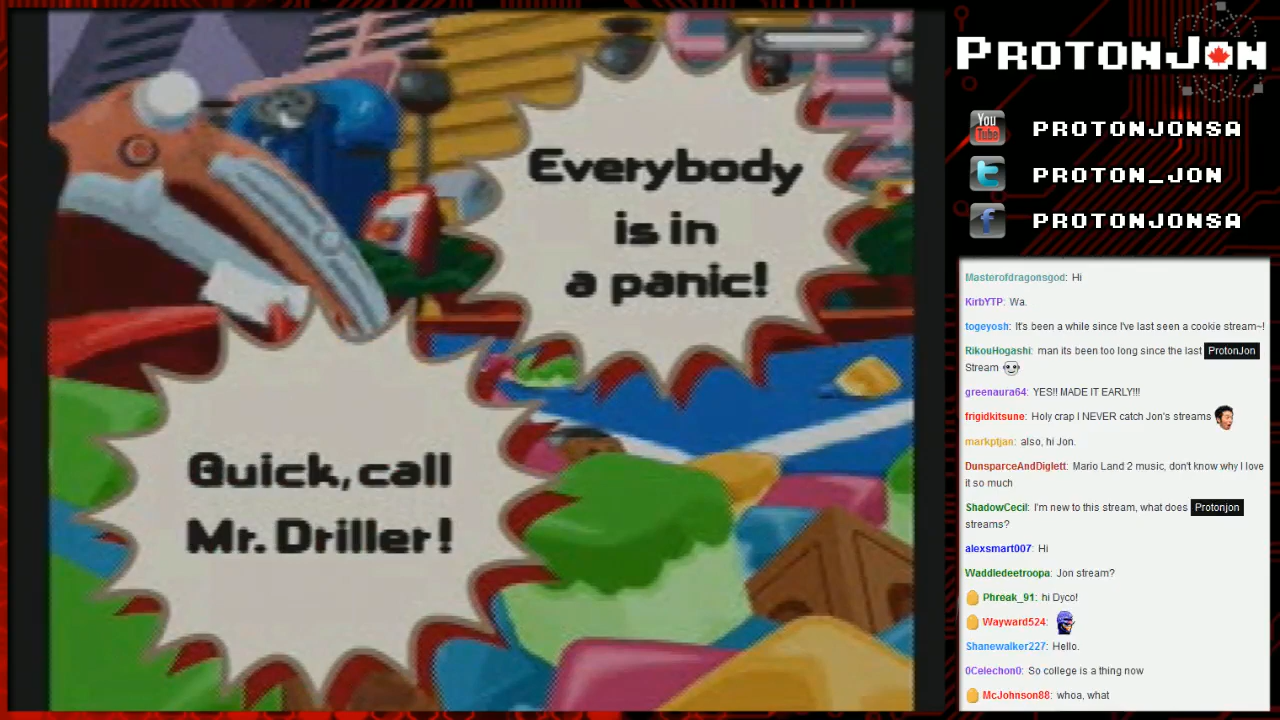 Everybody
is in
a panic!
Quick, call
Mr. Driller!
PROTONJON
You
Tube
PROTONJONSA
PROTON_JON
PROTONJONSA
Masterofdragonsgod: Hi
KirbYTP: Wa.
togeyosh: It's been a while since I've last seen a cookie stream~!
RikouHogashi: man its been too long since the last ProtonJon
Stream
greenaura64: YES!! MADE IT EARLY!!!
frigidkitsune: Holy crap I NEVER catch Jon's streams
markptjan: also, hi Jon.
DunsparceAndDiglett: Mario Land 2 music, don't know why I love
it so much
ShadowCecil: I'm new to this stream, what does Protonjon
streams?
alexsmart007: Hi
Waddledeetroopa: Jon stream?
Phreak_91: hi Dyco!
Wayward524:
Shanewalker227: Hello.
0Celechon0: So college is a thing now
McJohnson88: whoa, what